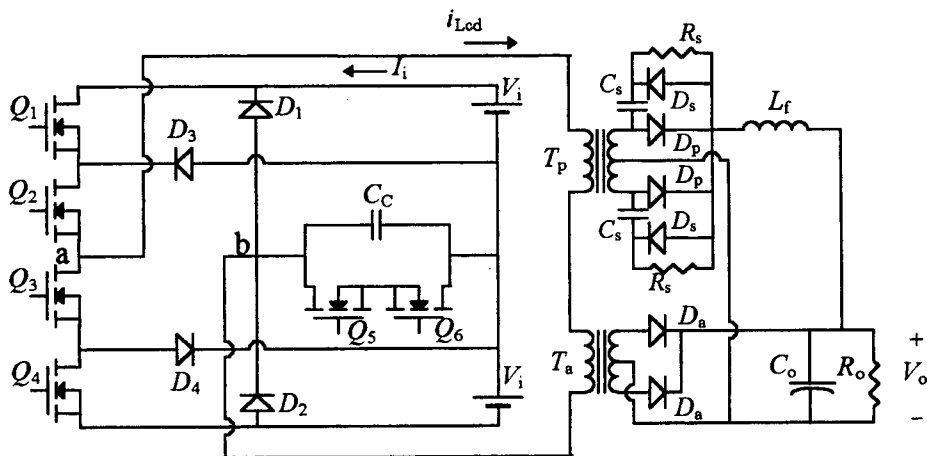 i_Lcd
R_s
I_i
V_i
C_s
D_s
Q_1
D_1
L_f
D_3
D_p
T_p
D_p
Q_2
C_C
C_s
D_s
a
b
R_s
Q_3
Q_5
Q_6
D_a
T_a
+
D_4
V_i
C_o
R_o
V_o
Q_4
D_2
D_a
−